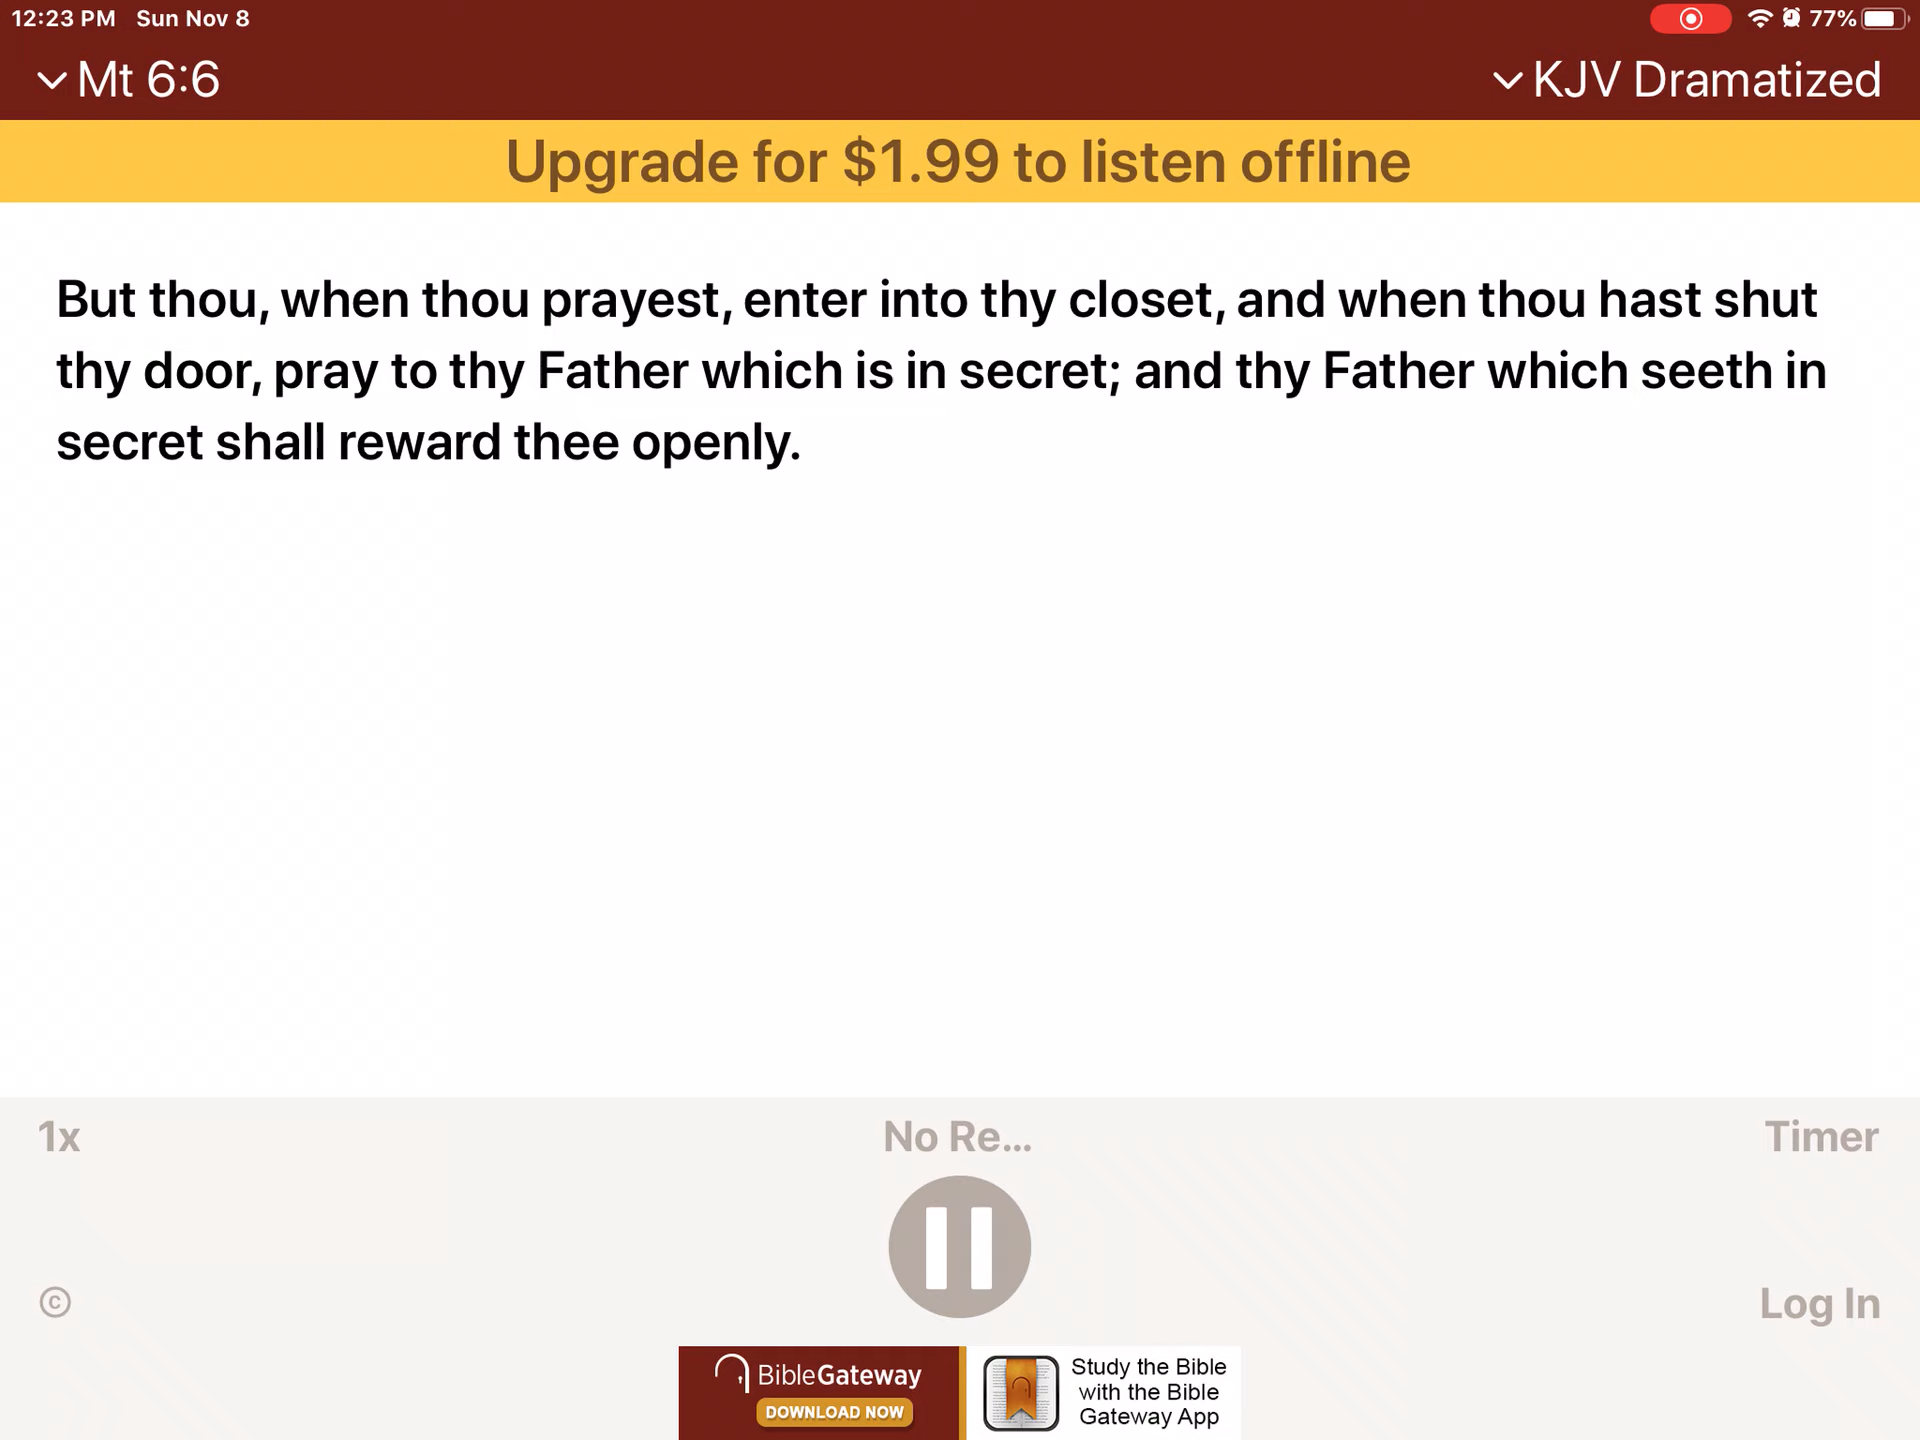 12:23 PM Sun Nov 8
77%
Mt 6:6
KJV Dramatized
Upgrade for $1.99 to listen offline
But thou, when thou prayest, enter into thy closet, and when thou hast shut
thy door, pray to thy Father which is in secret; and thy Father which seeth in
secret shall reward thee openly.
1x
No Re...
Timer
©
Log In
BibleGateway
DOWNLOAD NOW
Study the Bible
with the Bible
Gateway App